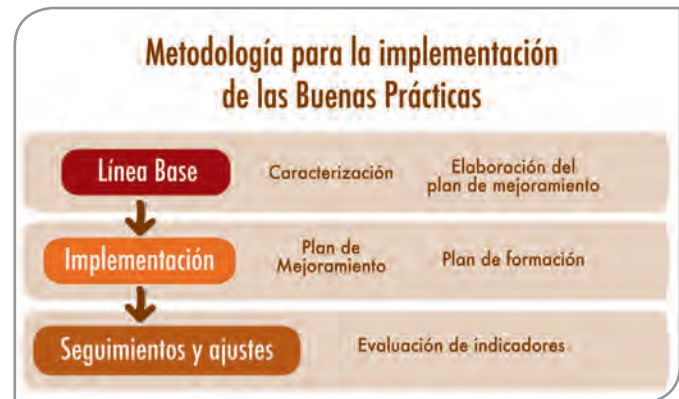 Metodología para la implementación
de las Buenas Prácticas
Línea Base
Caracterización
Elaboración del
plan de mejoramiento
Implementación
Plan de
Mejoramiento
Plan de formación
Seguimientos y ajustes
Evaluación de indicadores